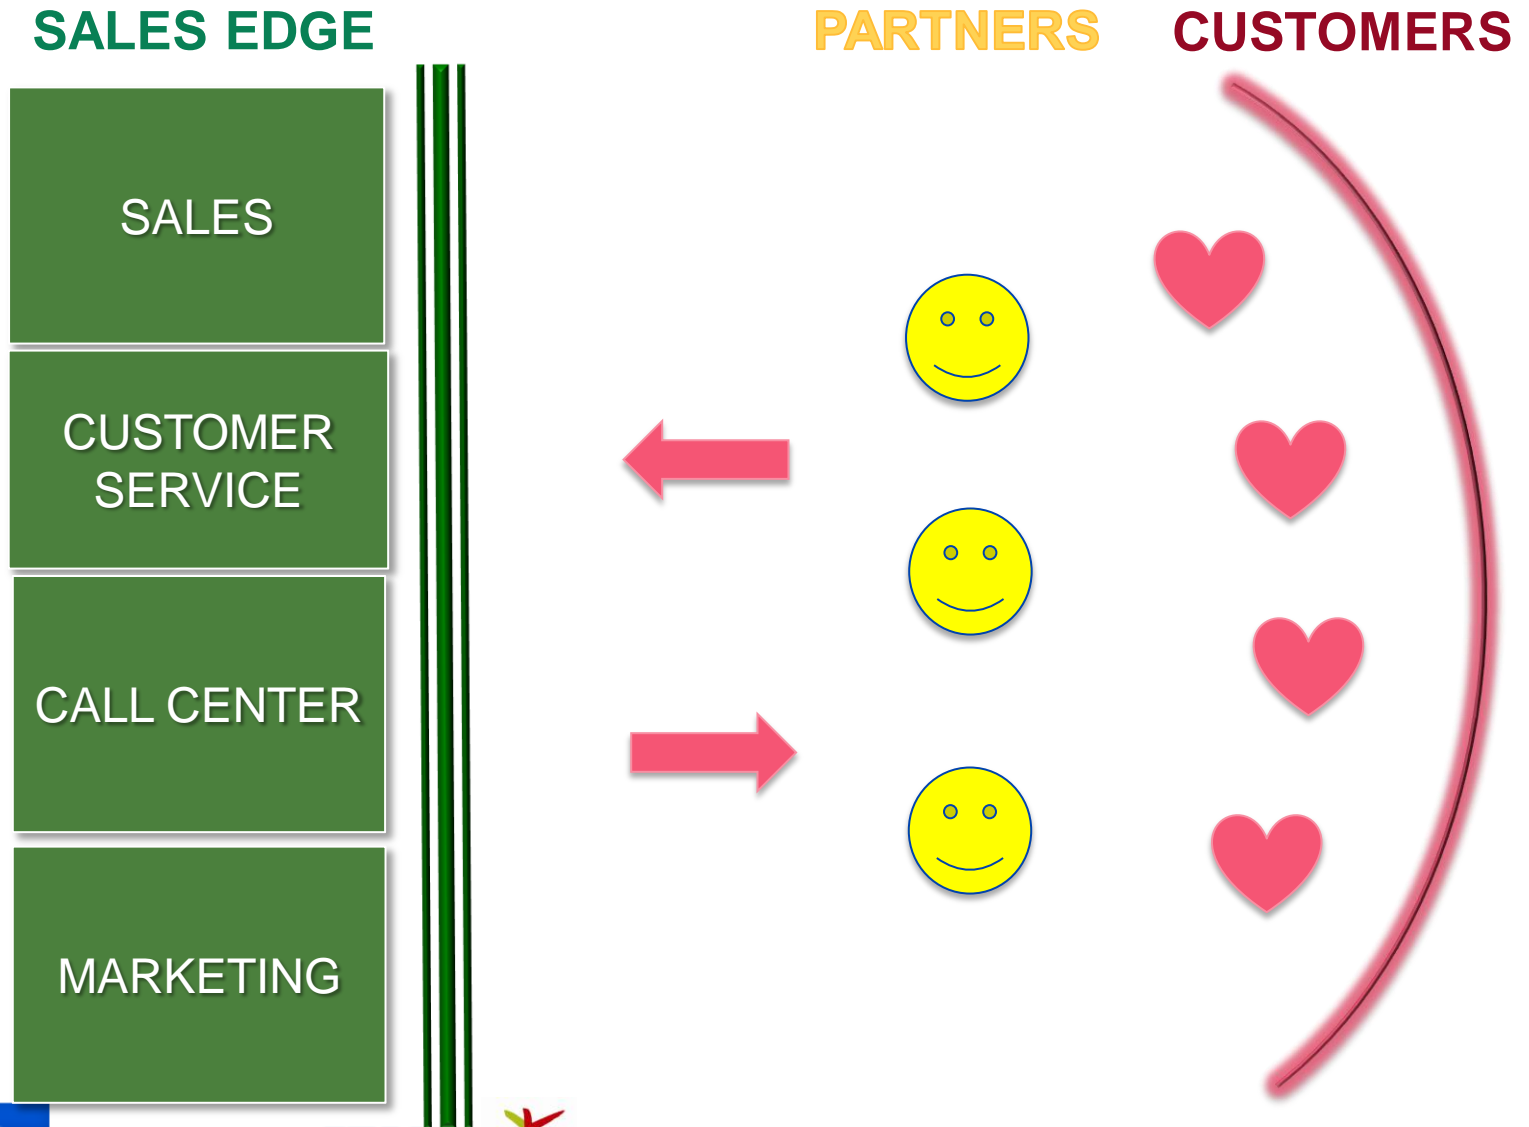 SALES EDGE
PARTNERS
CUSTOMERS
SALES
CUSTOMER
SERVICE
CALL CENTER
MARKETING